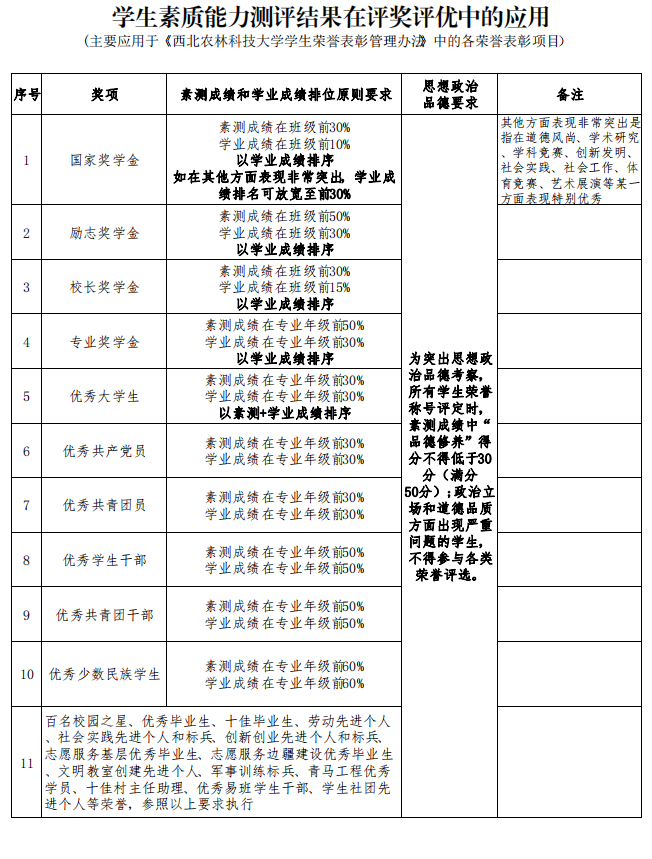 学生素质能力测评结果在评奖评优中的应用
(主要应用于《西北农林科技大学学生荣誉表彰管理办法》中的各荣誉表彰项目)
序号
奖项
素测成绩和学业成绩排位原则要求
思想政治
品德要求
备注
1
国家奖学金
素测成绩在班级前30%
学业成绩在班级前10%
以学业成绩排序
如在其他方面表现非常突出，学业成
绩排名可放宽至前30%
其他方面表现非常突出是
指在道德风尚、学术研究
、学科竞赛、创新发明、
社会实践、社会工作、体
育竞赛、艺术展演等某一
方面表现特别优秀
2
励志奖学金
素测成绩在班级前50%
学业成绩在班级前30%
以学业成绩排序
3
校长奖学金
素测成绩在班级前30%
学业成绩在班级前15%
以学业成绩排序
4
专业奖学金
素测成绩在专业年级前50%
学业成绩在专业年级前30%
以学业成绩排序
5
优秀大学生
素测成绩在专业年级前30%
学业成绩在专业年级前30%
以素测+学业成绩排序
6
优秀共产党员
素测成绩在专业年级前30%
学业成绩在专业年级前30%
7
优秀共青团员
素测成绩在专业年级前30%
学业成绩在专业年级前30%
8
优秀学生干部
素测成绩在专业年级前50%
学业成绩在专业年级前50%
9
优秀共青团干部
素测成绩在专业年级前50%
学业成绩在专业年级前50%
10
优秀少数民族学生
素测成绩在专业年级前60%
学业成绩在专业年级前60%
11
百名校园之星、优秀毕业生、十佳毕业生、劳动先进个人
、社会实践先进个人和标兵、创新创业先进个人和标兵、
志愿服务基层优秀毕业生、志愿服务边疆建设优秀毕业生
、文明教室创建先进个人、军事训练标兵、青马工程优秀
学员、十佳村主任助理、优秀易班学生干部、学生社团先
进个人等荣誉，参照以上要求执行
为突出思想政
治品德考察，
所有学生荣誉
称号评定时，
素测成绩中“
品德修养”得
分不得低于30
分（满分
50分）；政治立
场和道德品质
方面出现严重
问题的学生，
不得参与各类
荣誉评选。